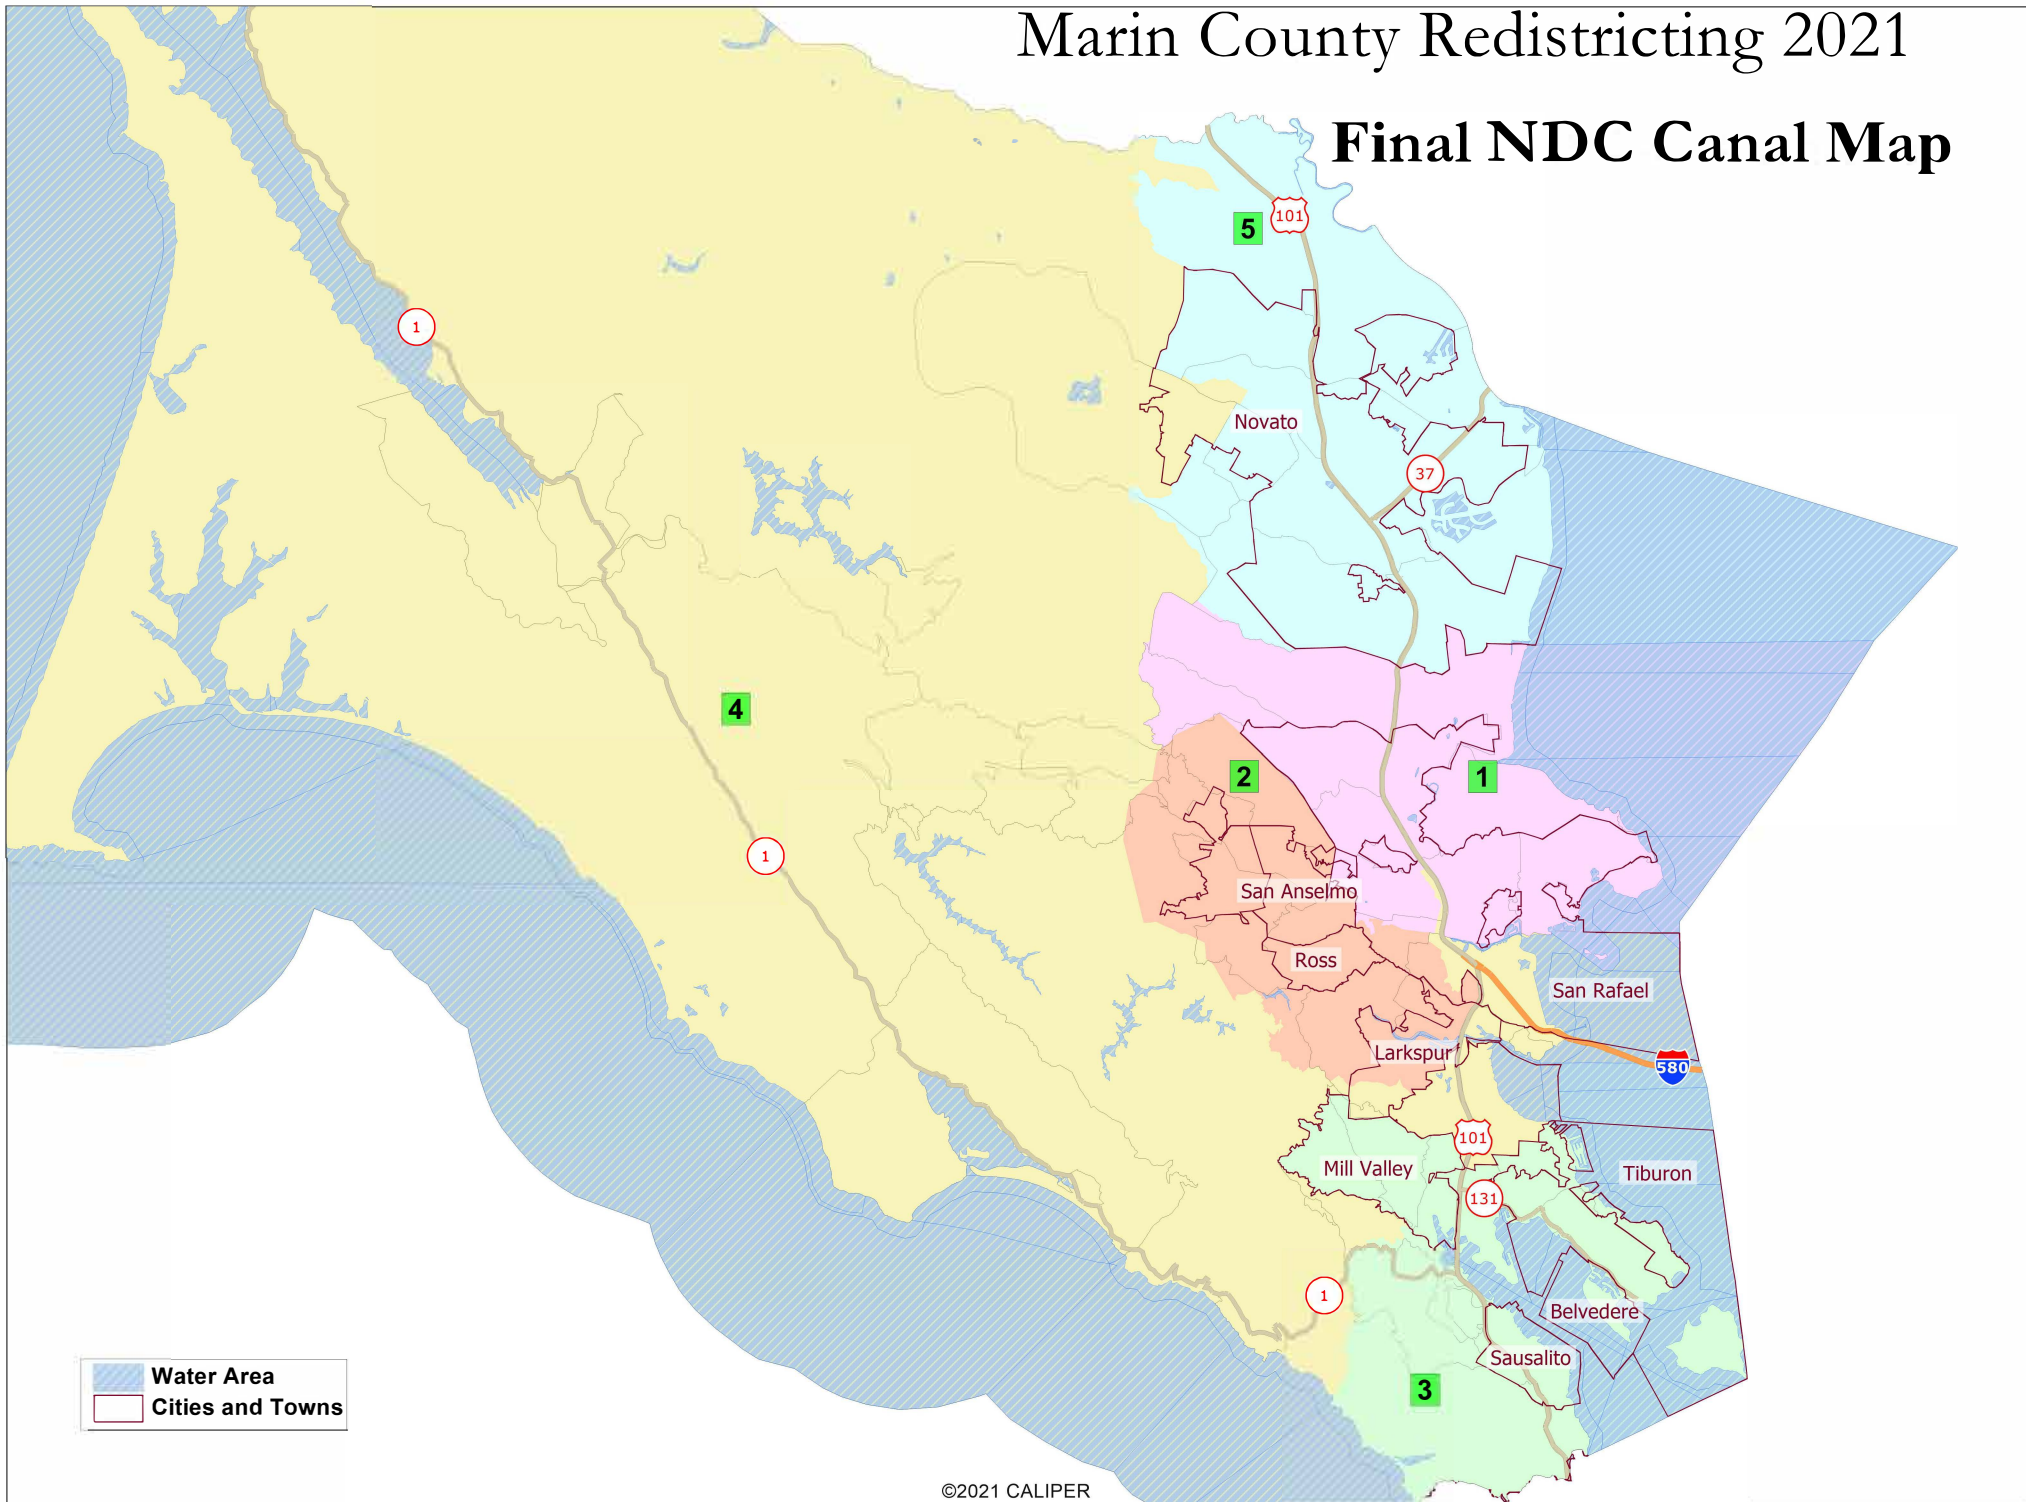 Marin County Redistricting 2021
Final NDC Canal Map
5
101
1
Novato
37
4
2
1
1
San Anselmo
Ross
San Rafael
Larkspur
580
101
Mill Valley
Tiburon
131
1
Belvedere
Sausalito
3
Water Area
Cities and Towns
©2021 CALIPER